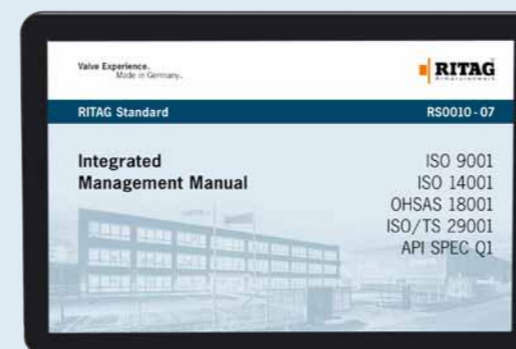 Valve Experience.
Made in Germany.
RITAG
RITAG Standard
RS0010-07
Integrated
Management Manual
ISO 9001
ISO 14001
OHSAS 18001
ISO/TS 29001
API SPEC Q1